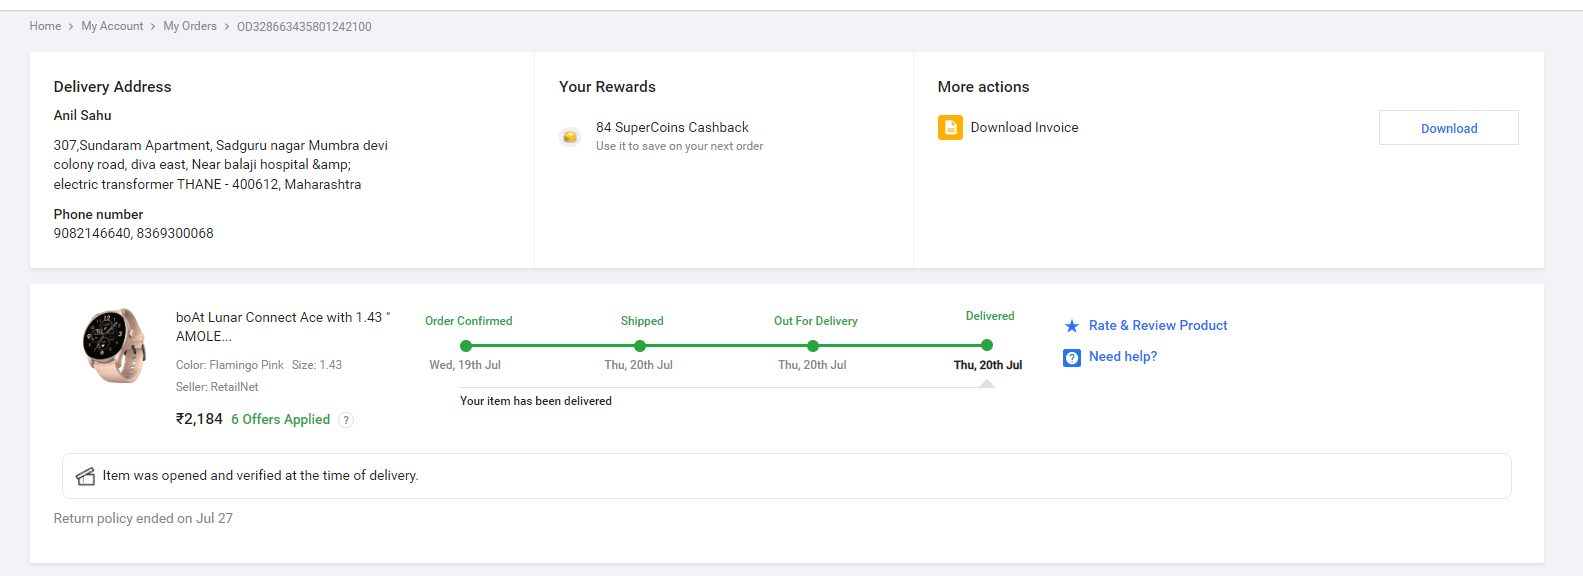 Home > My Account > My Orders > OD328663435801242100
Delivery Address
Anil Sahu
307,Sundaram Apartment, Sadguru nagar Mumbra devi
colony road, diva east, Near balaji hospital &amp;
electric transformer THANE - 400612, Maharashtra
Phone number
9082146640, 8369300068
Your Rewards
84 SuperCoins Cashback
Use it to save on your next order
More actions
Download Invoice
Download
boAt Lunar Connect Ace with 1.43 "
AMOLE...
Color: Flamingo Pink Size: 1.43
Seller: RetailNet
₹2,184 6 Offers Applied ?
Order Confirmed
Wed, 19th Jul
Shipped
Thu, 20th Jul
Out For Delivery
Thu, 20th Jul
Delivered
Thu, 20th Jul
Your item has been delivered
Rate & Review Product
? Need help?
Item was opened and verified at the time of delivery.
Return policy ended on Jul 27